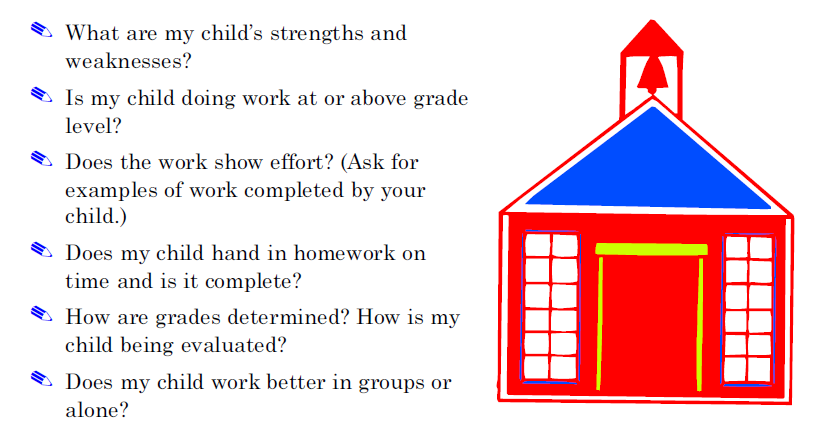 What are my child’s strengths and
weaknesses?
Is my child doing work at or above grade
level?
Does the work show effort? (Ask for
examples of work completed by your
child.)
Does my child hand in homework on
time and is it complete?
How are grades determined? How is my
child being evaluated?
Does my child work better in groups or
alone?